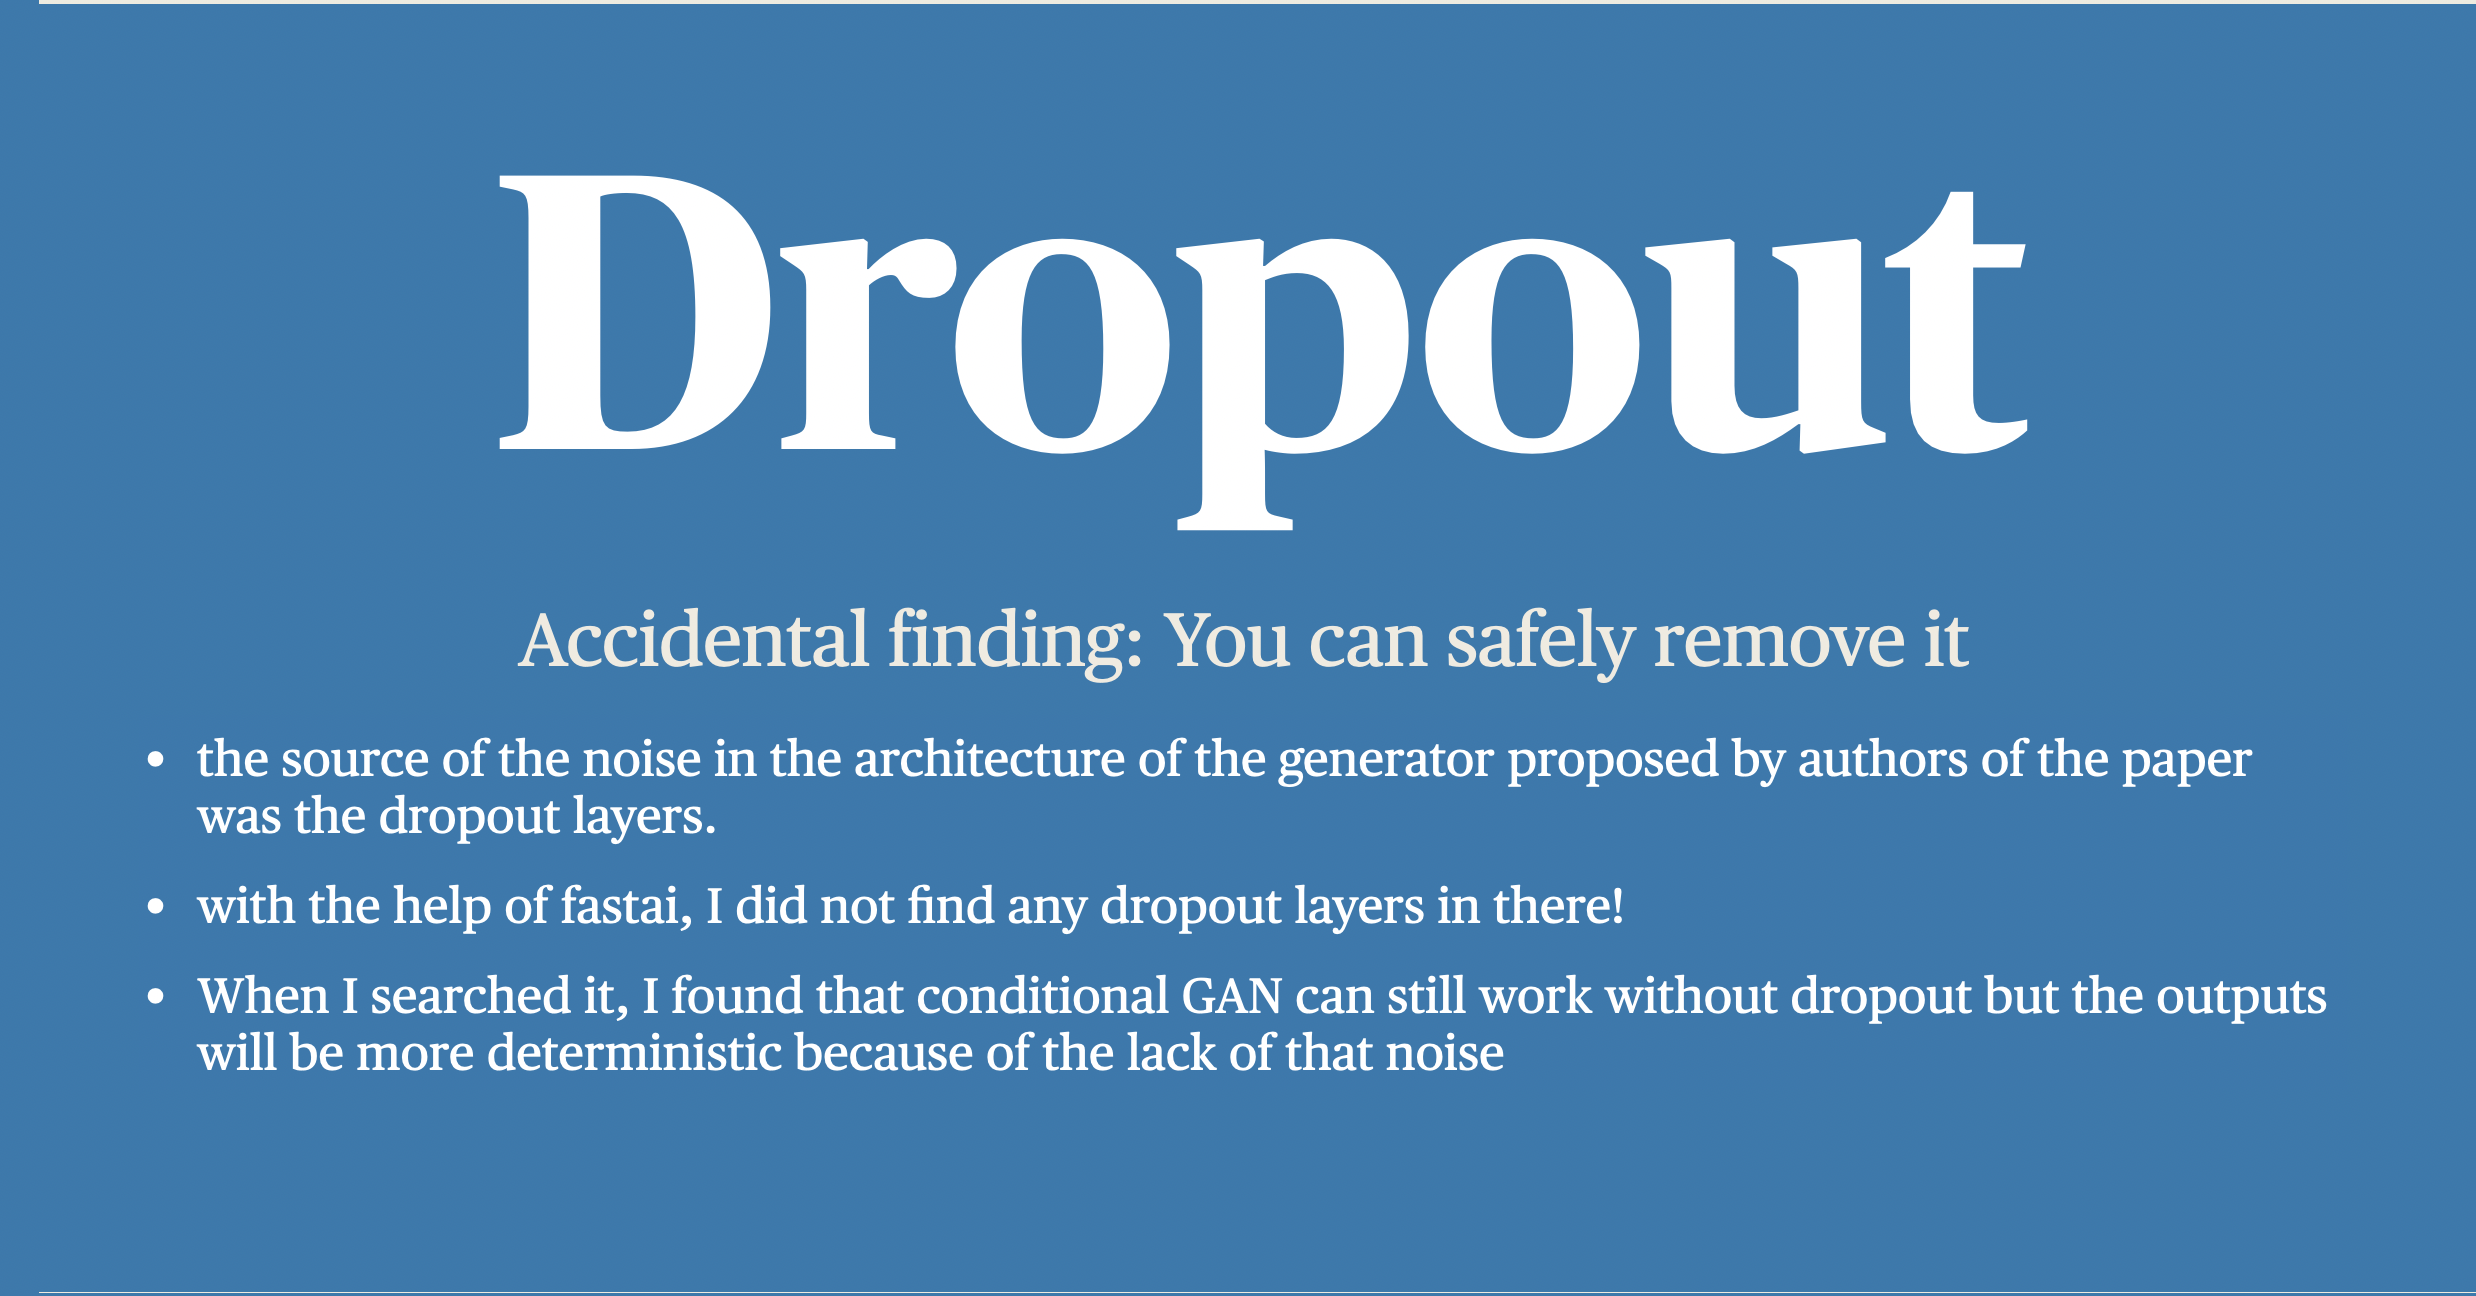 Dropout
Accidental finding: You can safely remove it
• the source of the noise in the architecture of the generator proposed by authors of the paper
was the dropout layers.
• with the help of fastai, I did not find any dropout layers in there!
• When I searched it, I found that conditional GAN can still work without dropout but the outputs
will be more deterministic because of the lack of that noise